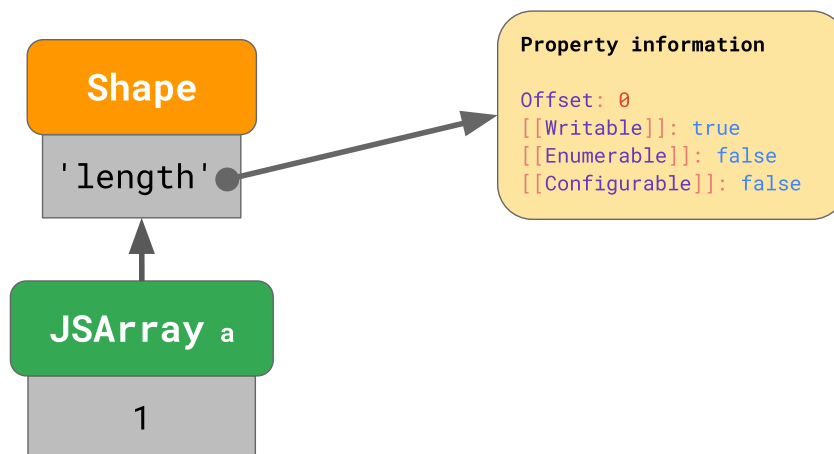 Shape
'length'
JSArray a
1
Property information
Offset: 0
[[Writable]]: true
[[Enumerable]]: false
[[Configurable]]: false